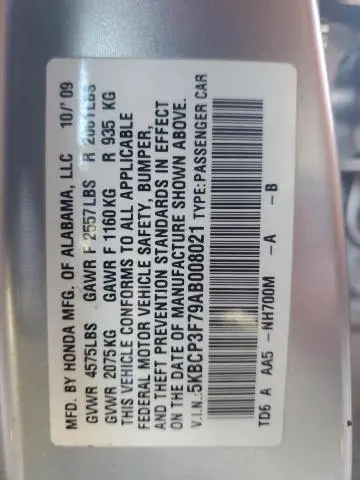 MFD. BY HONDA MFG. OF ALABAMA, LLC 10/'09
GVWR 4575LBS GAWR F 2557LBS R 2061LBS
GVWR 2075KG GAWR F 1160KG R 935 KG
THIS VEHICLE CONFORMS TO ALL APPLICABLE
FEDERAL MOTOR VEHICLE SAFETY, BUMPER,
AND THEFT PREVENTION STANDARDS IN EFFECT
ON THE DATE OF MANUFACTURE SHOWN ABOVE.
V.I.N.:5KBCP3F79AB008021 TYPE:PASSENGER CAR
TD6 A AA5 -NH700M -A -B